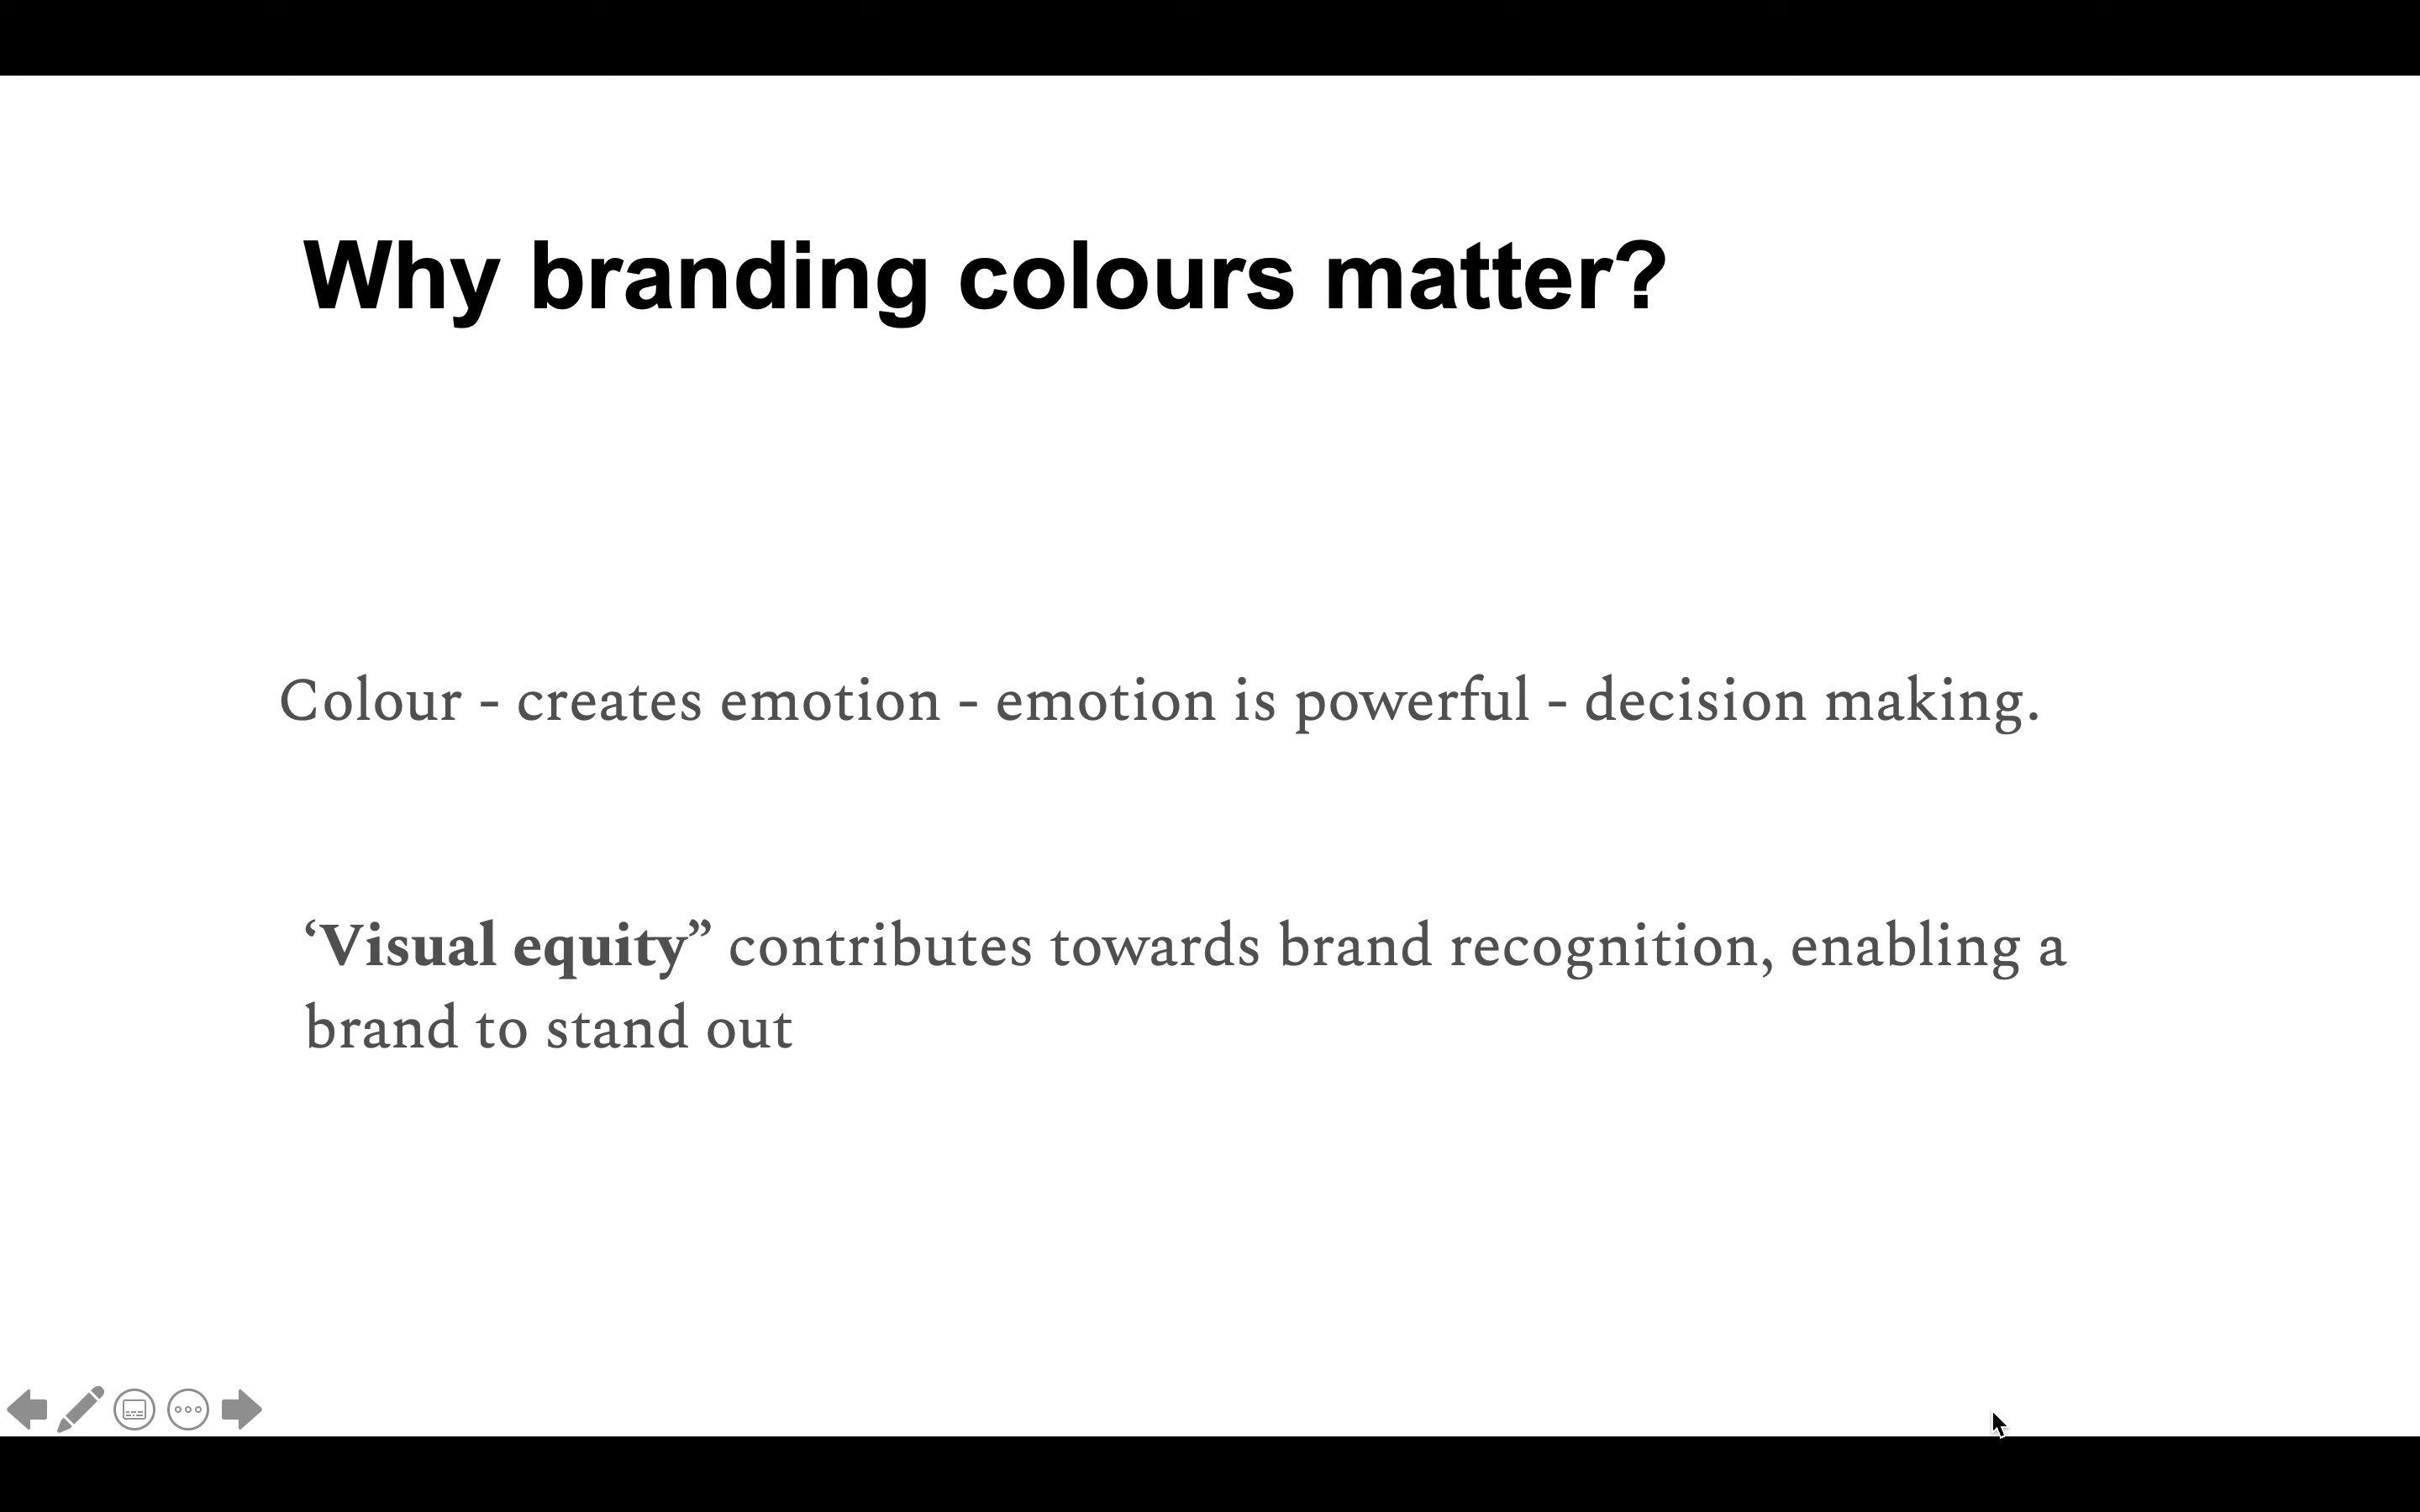 Why branding colours matter?
Colour - creates emotion - emotion is powerful - decision making.
‘Visual equity” contributes towards brand recognition, enabling a
brand to stand out